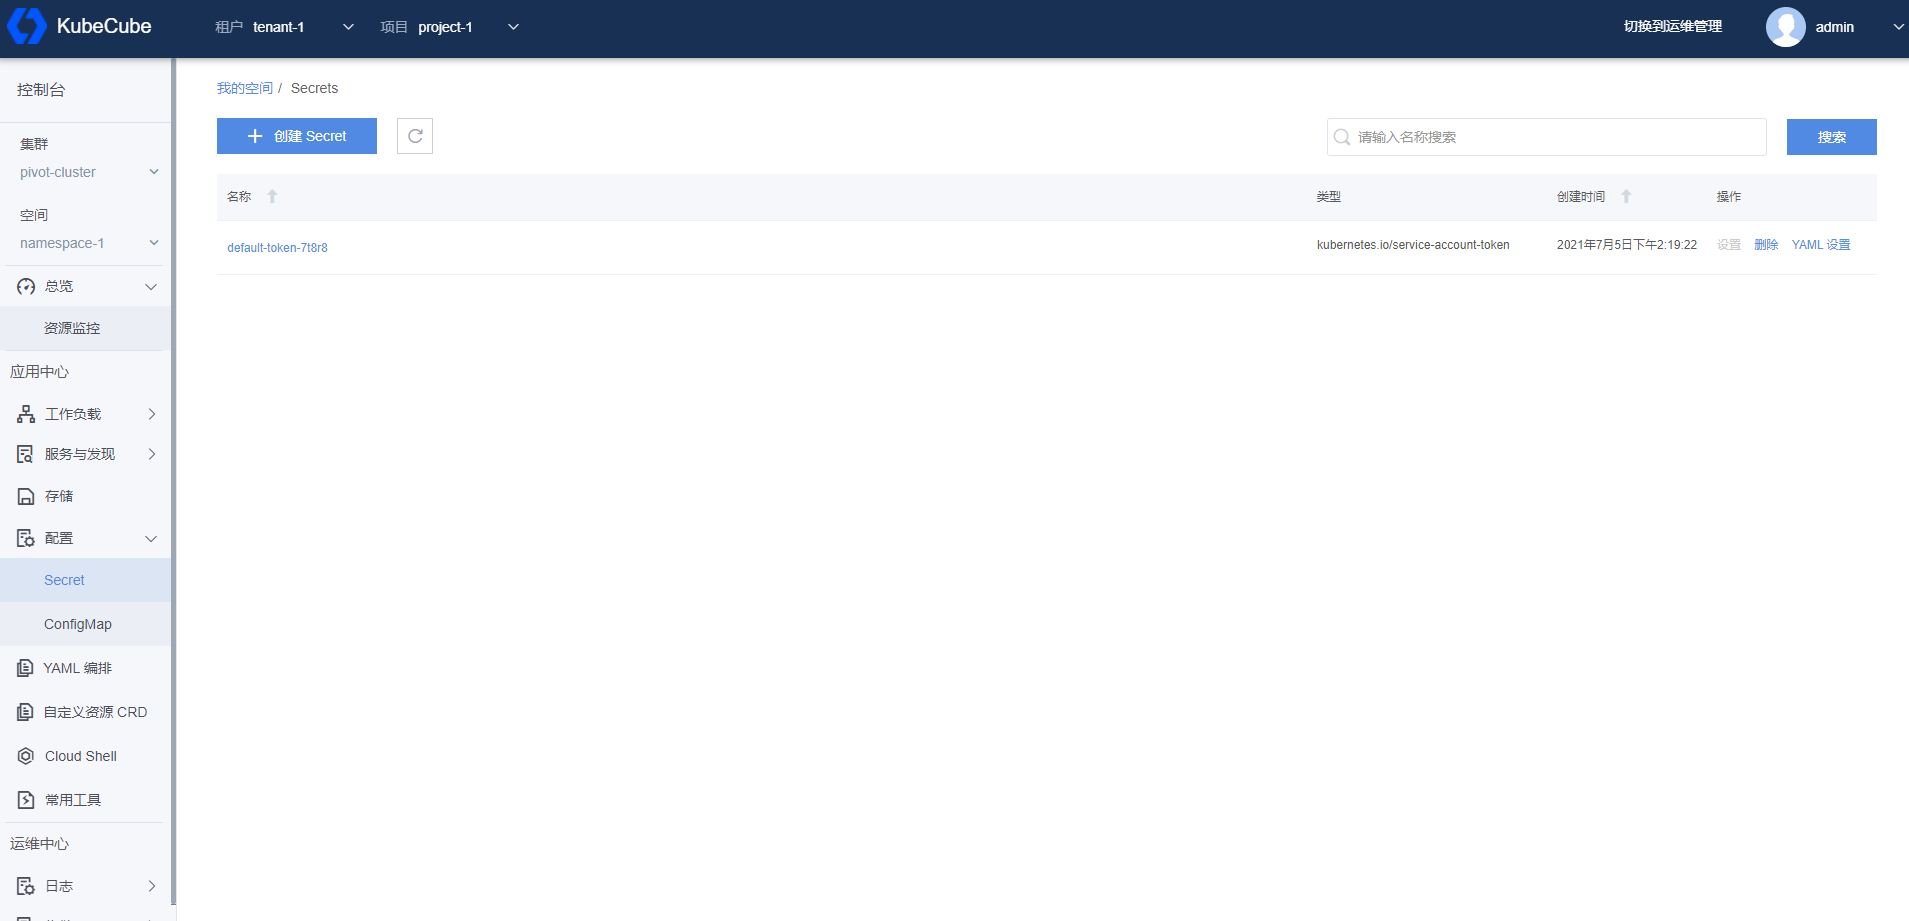 KubeCube
租户 tenant-1
项目 project-1
切换到运维管理
admin
控制台
集群
pivot-cluster
空间
namespace-1
总览
资源监控
应用中心
工作负载
服务与发现
存储
配置
Secret
ConfigMap
YAML 编排
自定义资源 CRD
Cloud Shell
常用工具
运维中心
日志
我的空间 / Secrets
创建 Secret
请输入名称搜索
搜索
名称 类型 创建时间 操作
default-token-7t8r8 kubernetes.io/service-account-token 2021年7月5日下午2:19:22 设置 删除 YAML 设置